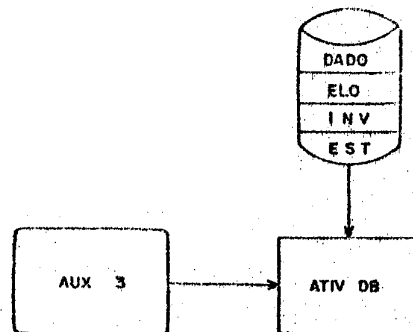 DADO
ELO
INV
EST
AUX 3
ATIV DB